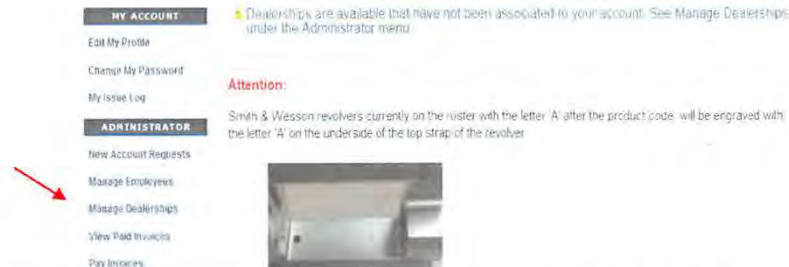 MY ACCOUNT
Edit My Profile
Change My Password
My Issue Log
ADMINISTRATOR
New Account Requests
Manage Employees
Manage Dealerships
View Paid Invoices
Pay Invoices
Dealerships are available that have not been associated to your account. See Manage Dealerships
under the Administrator menu
Attention:
Smith & Wesson revolvers currently on the roster with the letter 'A' after the product code, will be engraved with
the letter 'A' on the underside of the top strap of the revolver